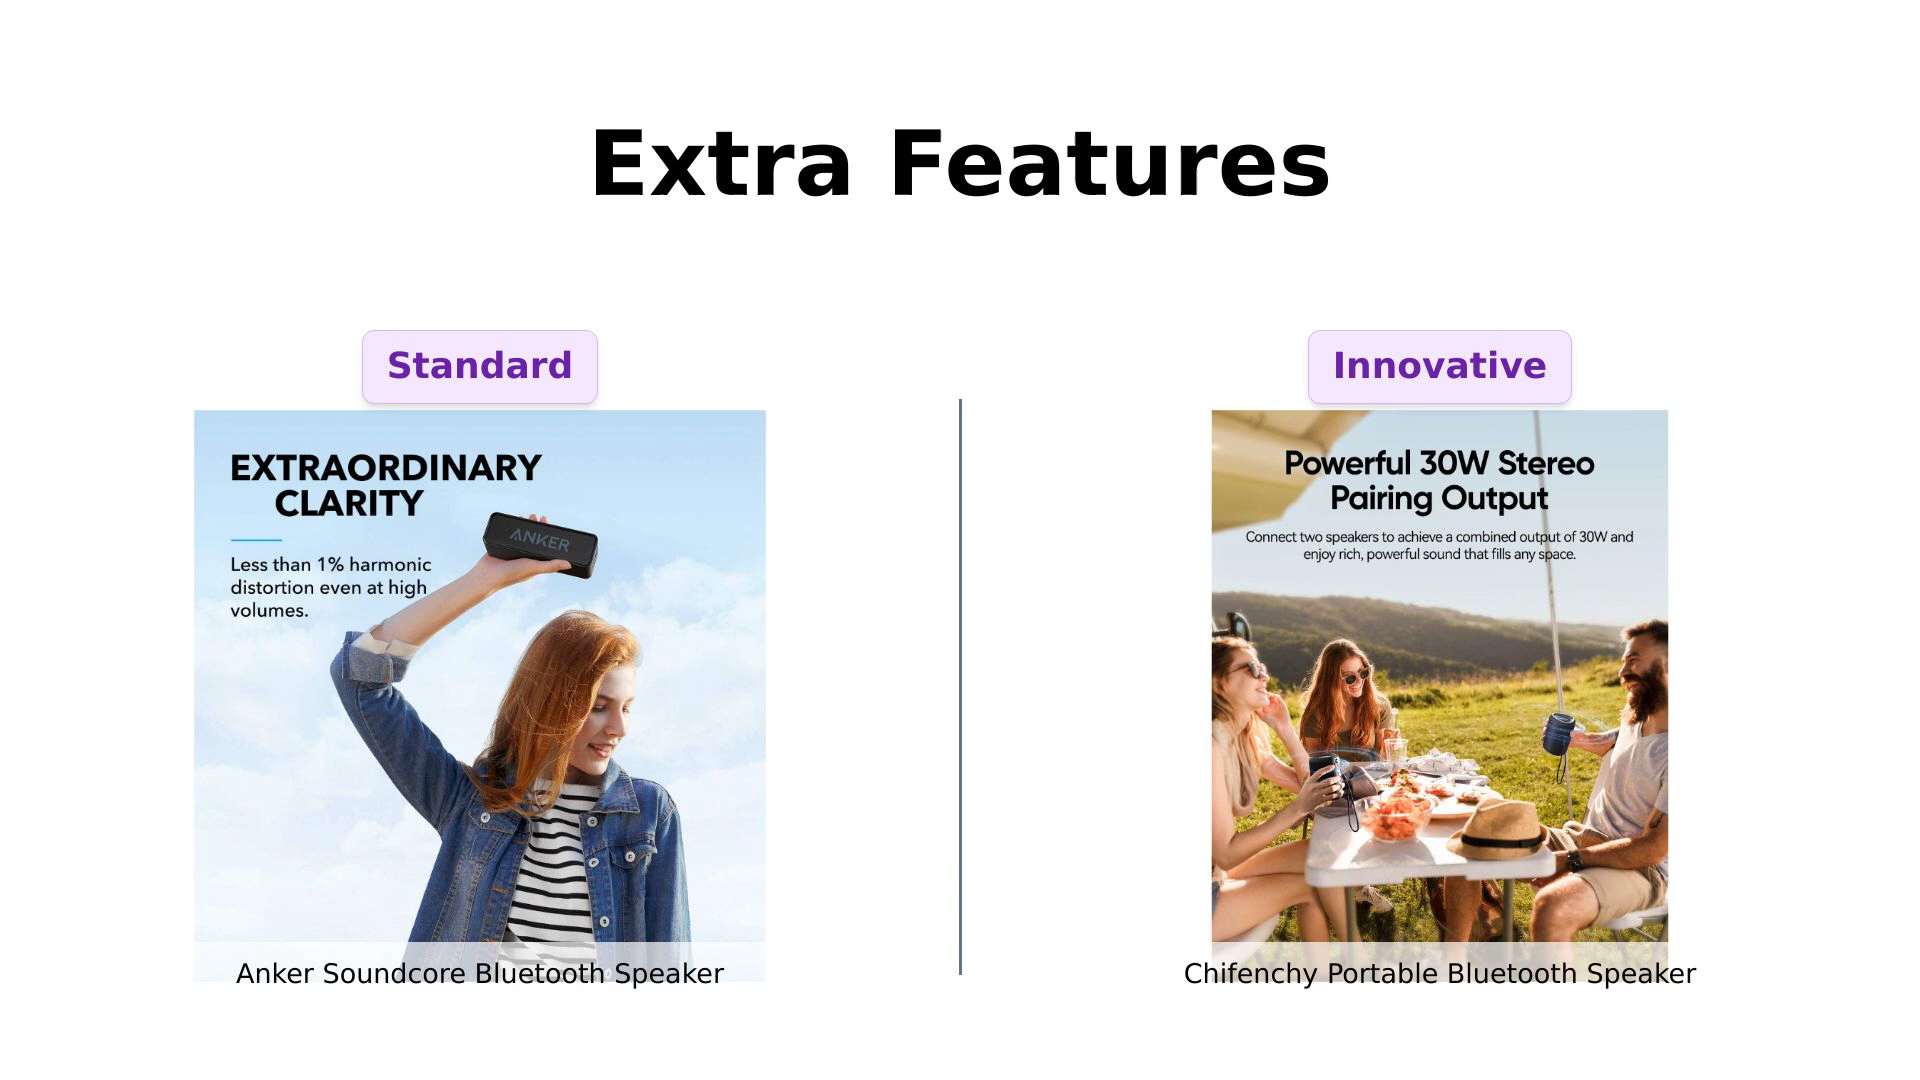 Extra Features
Standard
EXTRAORDINARY
CLARITY
Less than 1% harmonic
distortion even at high
volumes.
ANKER
Anker Soundcore Bluetooth Speaker
Innovative
Powerful 30W Stereo
Pairing Output
Connect two speakers to achieve a combined output of 30W and
enjoy rich, powerful sound that fills any space.
Chifenchy Portable Bluetooth Speaker